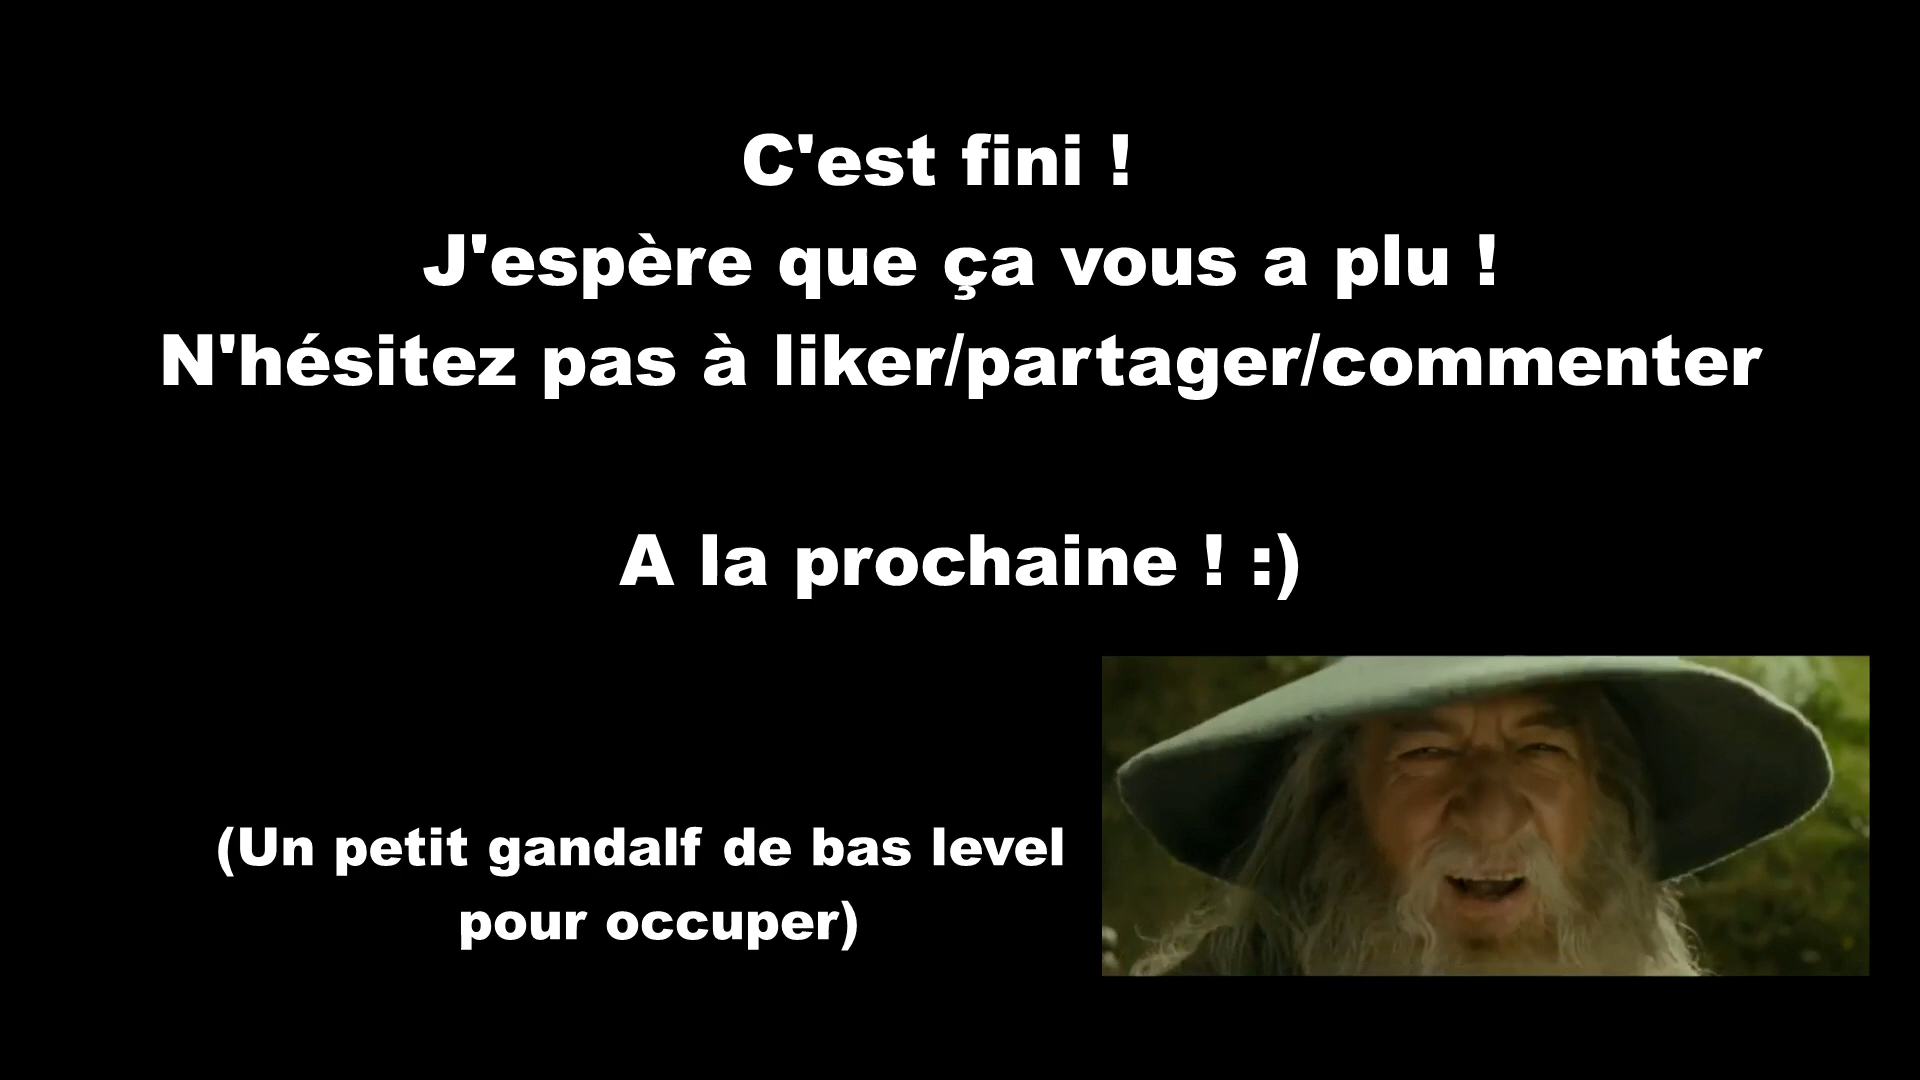 C'est fini !
J'espère que ça vous a plu !
N'hésitez pas à liker/partager/commenter
A la prochaine ! :)
(Un petit gandalf de bas level
pour occuper)